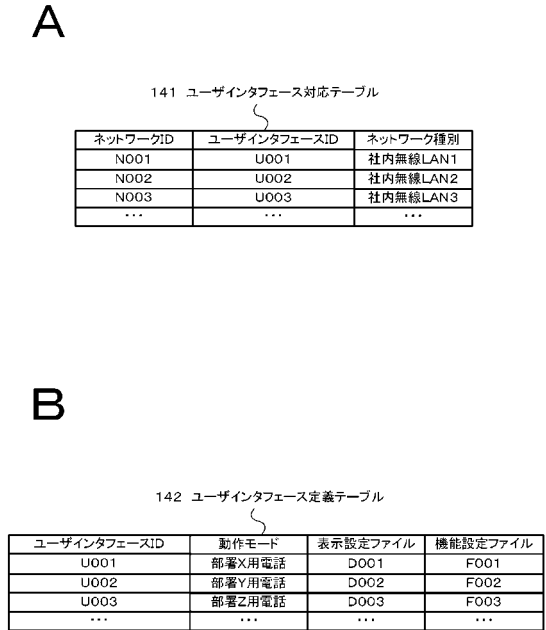 A
141 ユーザインタフェース対応テーブル
ネットワークID ユーザインタフェースID ネットワーク種別
N001 U001 社内無線LAN1
N002 U002 社内無線LAN2
N003 U003 社内無線LAN3
... ... ...
B
142 ユーザインタフェース定義テーブル
ユーザインタフェースID 動作モード 表示設定ファイル 機能設定ファイル
U001 部署X用電話 D001 F001
U002 部署Y用電話 D002 F002
U003 部署Z用電話 D003 F003
... ... ... ...